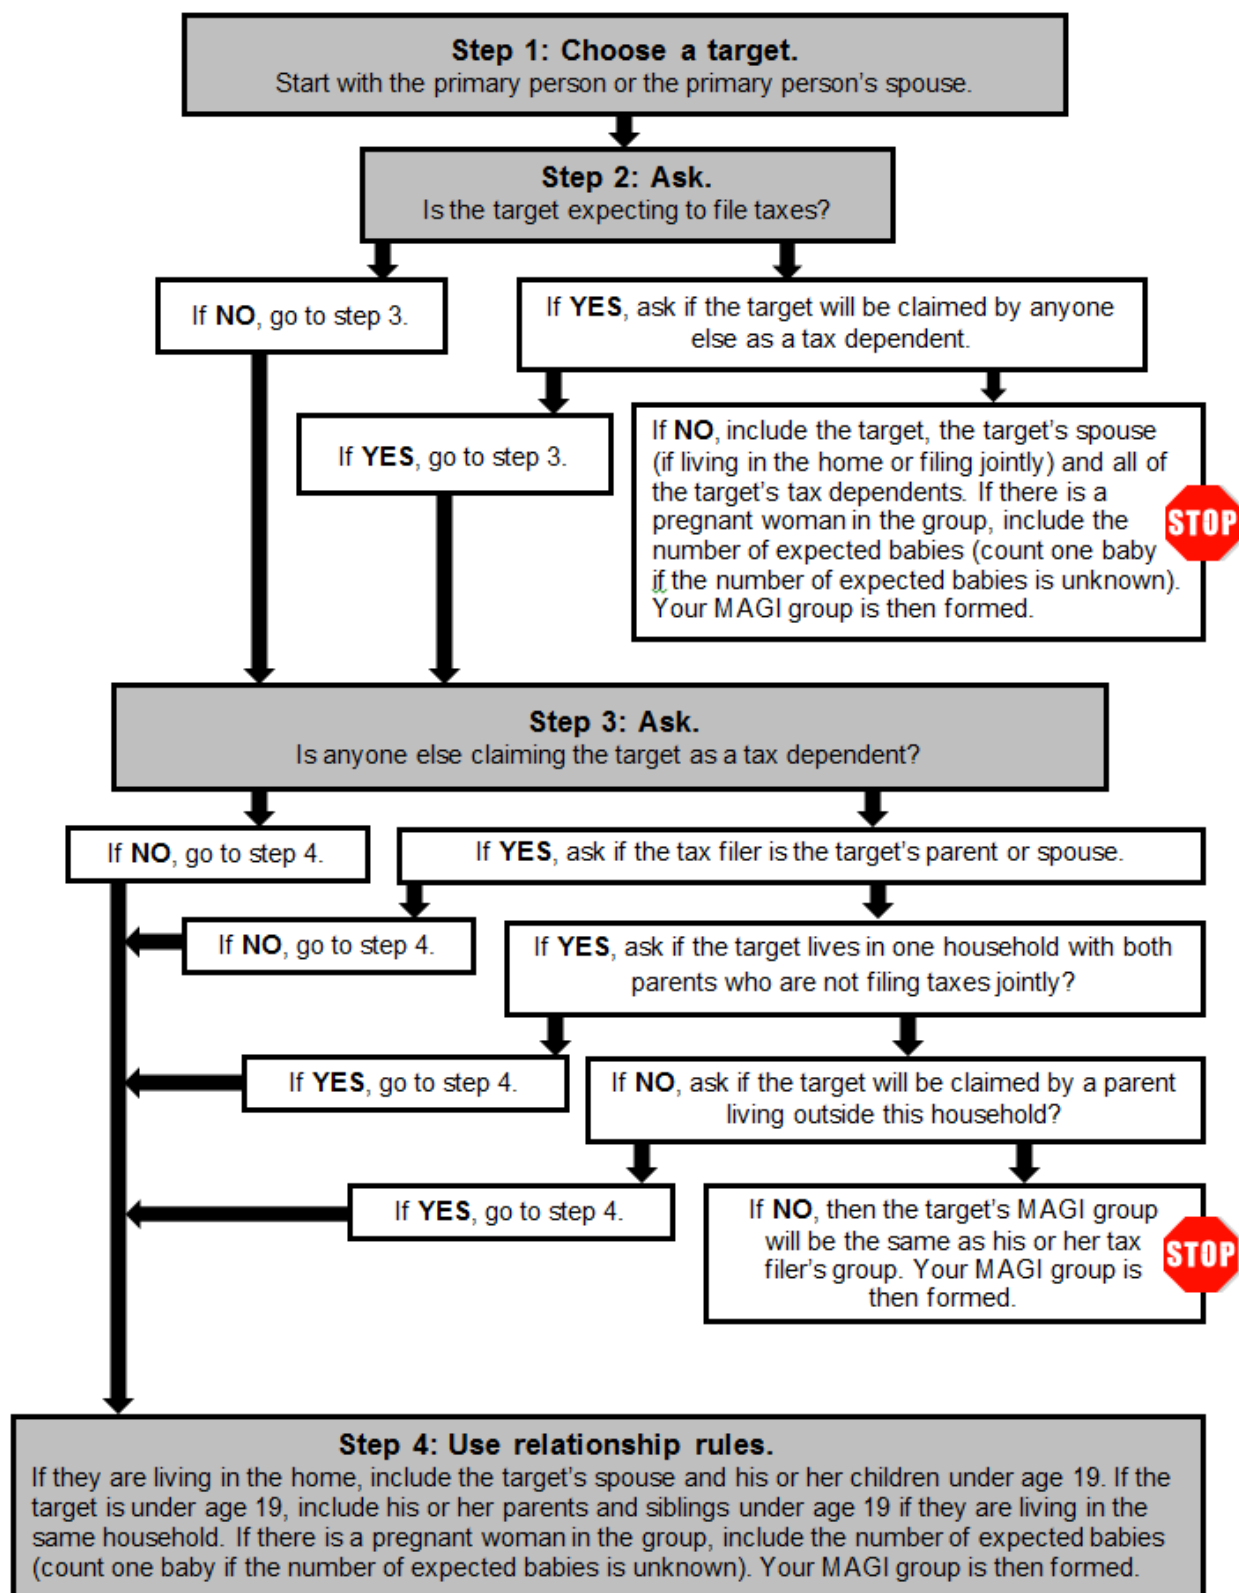 Step 1: Choose a target.
Start with the primary person or the primary person's spouse.
Step 2: Ask.
Is the target expecting to file taxes?
If NO, go to step 3.
If YES, ask if the target will be claimed by anyone
else as a tax dependent.
If YES, go to step 3.
If NO, include the target, the target's spouse
(if living in the home or filing jointly) and all of
the target's tax dependents. If there is a
pregnant woman in the group, include the
number of expected babies (count one baby
if the number of expected babies is unknown).
Your MAGI group is then formed.
STOP
Step 3: Ask.
Is anyone else claiming the target as a tax dependent?
If NO, go to step 4.
If YES, ask if the tax filer is the target's parent or spouse.
If NO, go to step 4.
If YES, ask if the target lives in one household with both
parents who are not filing taxes jointly?
If YES, go to step 4.
If NO, ask if the target will be claimed by a parent
living outside this household?
If YES, go to step 4.
If NO, then the target's MAGI group
will be the same as his or her tax
filer's group. Your MAGI group is
then formed.
STOP
Step 4: Use relationship rules.
If they are living in the home, include the target's spouse and his or her children under age 19. If the
target is under age 19, include his or her parents and siblings under age 19 if they are living in the
same household. If there is a pregnant woman in the group, include the number of expected babies
(count one baby if the number of expected babies is unknown). Your MAGI group is then formed.